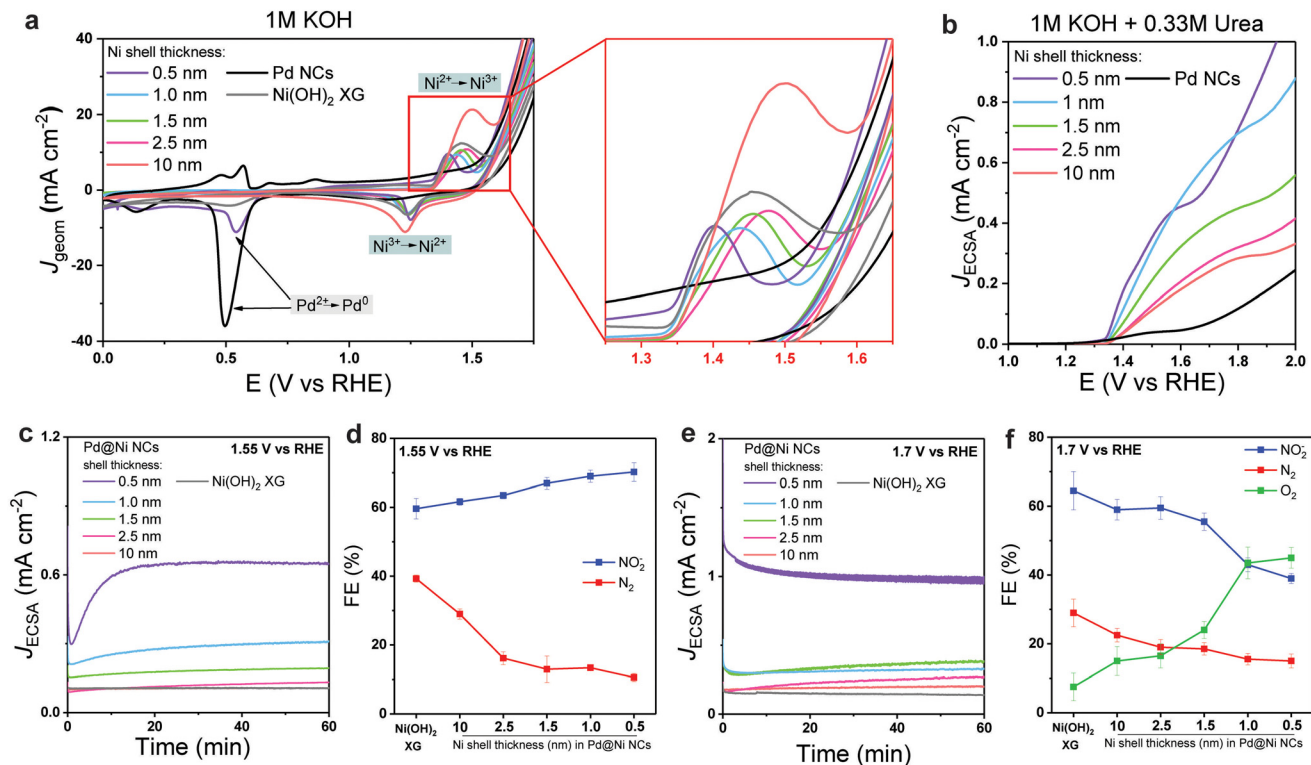 a
1M KOH
Ni shell thickness:
0.5 nm
Pd NCs
1.0 nm
Ni(OH)₂ XG
1.5 nm
2.5 nm
10 nm
Ni²⁺→Ni³⁺
Ni³⁺→Ni²⁺
Pd²⁺→Pd⁰
40
20
0
-20
-40
J_geom (mA cm⁻²)
0.0
0.5
1.0
1.5
E (V vs RHE)
1.3
1.4
1.5
1.6
b
1M KOH + 0.33M Urea
Ni shell thickness:
0.5 nm
Pd NCs
1 nm
1.5 nm
2.5 nm
10 nm
1.0
0.8
0.6
0.4
0.2
0.0
J_ECSA (mA cm⁻²)
1.0
1.2
1.4
1.6
1.8
2.0
E (V vs RHE)
c
Pd@Ni NCs
1.55 V vs RHE
shell thickness:
0.5 nm
Ni(OH)₂ XG
1.0 nm
1.5 nm
2.5 nm
10 nm
1.2
0.6
0.0
J_ECSA (mA cm⁻²)
0
20
40
60
Time (min)
d
1.55 V vs RHE
NO₂⁻
N₂
80
60
40
20
0
FE (%)
Ni(OH)₂
XG
10
2.5
1.5
1.0
0.5
Ni shell thickness (nm) in Pd@Ni NCs
e
Pd@Ni NCs
1.7 V vs RHE
shell thickness:
0.5 nm
Ni(OH)₂ XG
1.0 nm
1.5 nm
2.5 nm
10 nm
2
1
0
J_ECSA (mA cm⁻²)
0
20
40
60
Time (min)
f
1.7 V vs RHE
NO₂⁻
N₂
O₂
80
60
40
20
0
FE (%)
Ni(OH)₂
XG
10
2.5
1.5
1.0
0.5
Ni shell thickness (nm) in Pd@Ni NCs